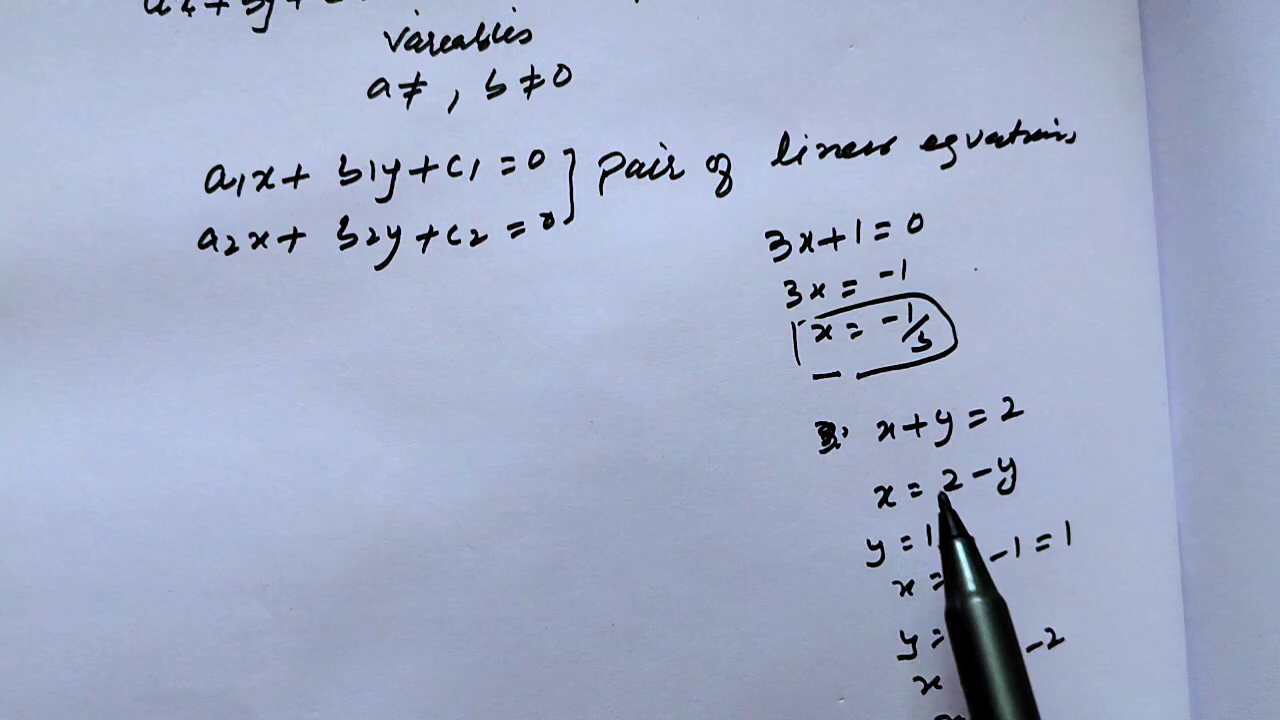 variables
a ≠ , b ≠ 0
a₁x + b₁y + c₁ = 0 ] pair of linear equations
a₂x + b₂y + c₂ = 0
3x + 1 = 0
3x = -1
x = -1/3
x + y = 2
x = 2 - y
y = 1
x = - 1 = 1
y = - 2
x